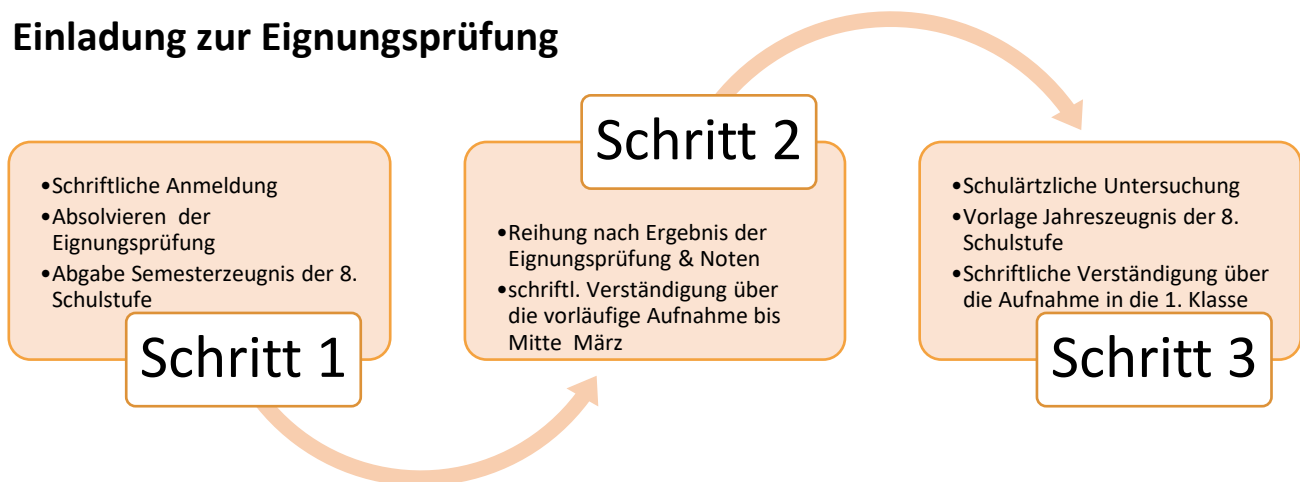 Einladung zur Eignungsprüfung
•Schriftliche Anmeldung
•Absolvieren der
Eignungsprüfung
•Abgabe Semesterzeugnis der 8.
Schulstufe
Schritt 1
Schritt 2
•Reihung nach Ergebnis der
Eignungsprüfung & Noten
•schriftl. Verständigung über
die vorläufige Aufnahme bis
Mitte März
•Schulärtzliche Untersuchung
•Vorlage Jahreszeugnis der 8.
Schulstufe
•Schriftliche Verständigung über
die Aufnahme in die 1. Klasse
Schritt 3